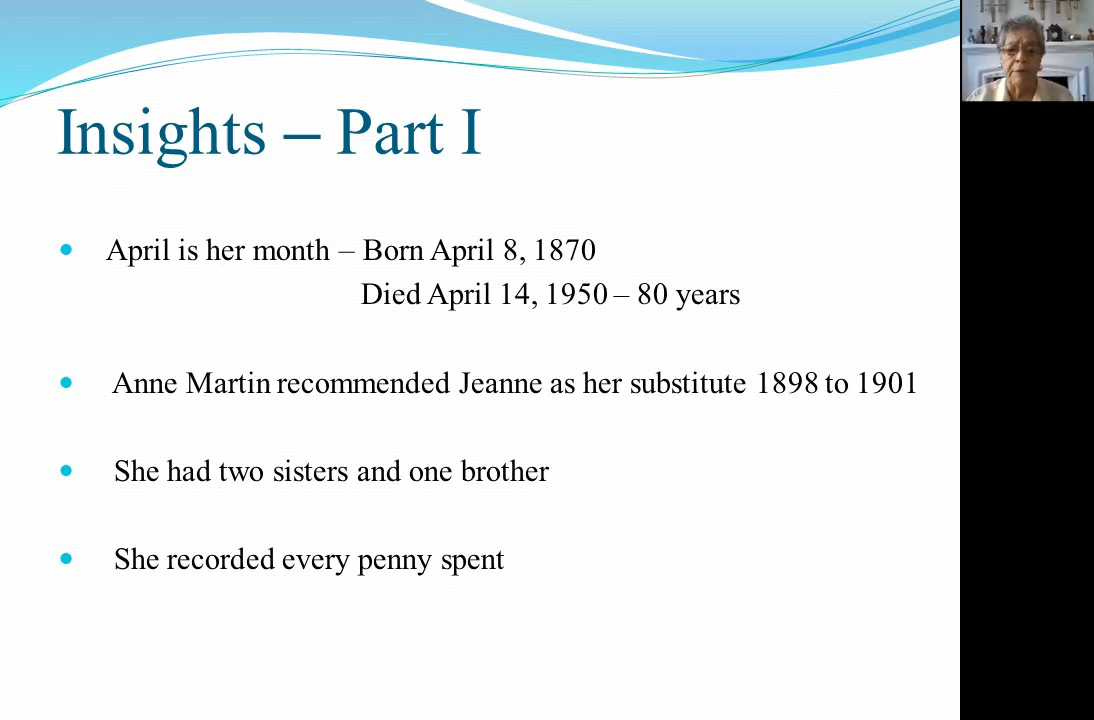 Insights – Part I
April is her month – Born April 8, 1870
Died April 14, 1950 – 80 years
Anne Martin recommended Jeanne as her substitute 1898 to 1901
She had two sisters and one brother
She recorded every penny spent